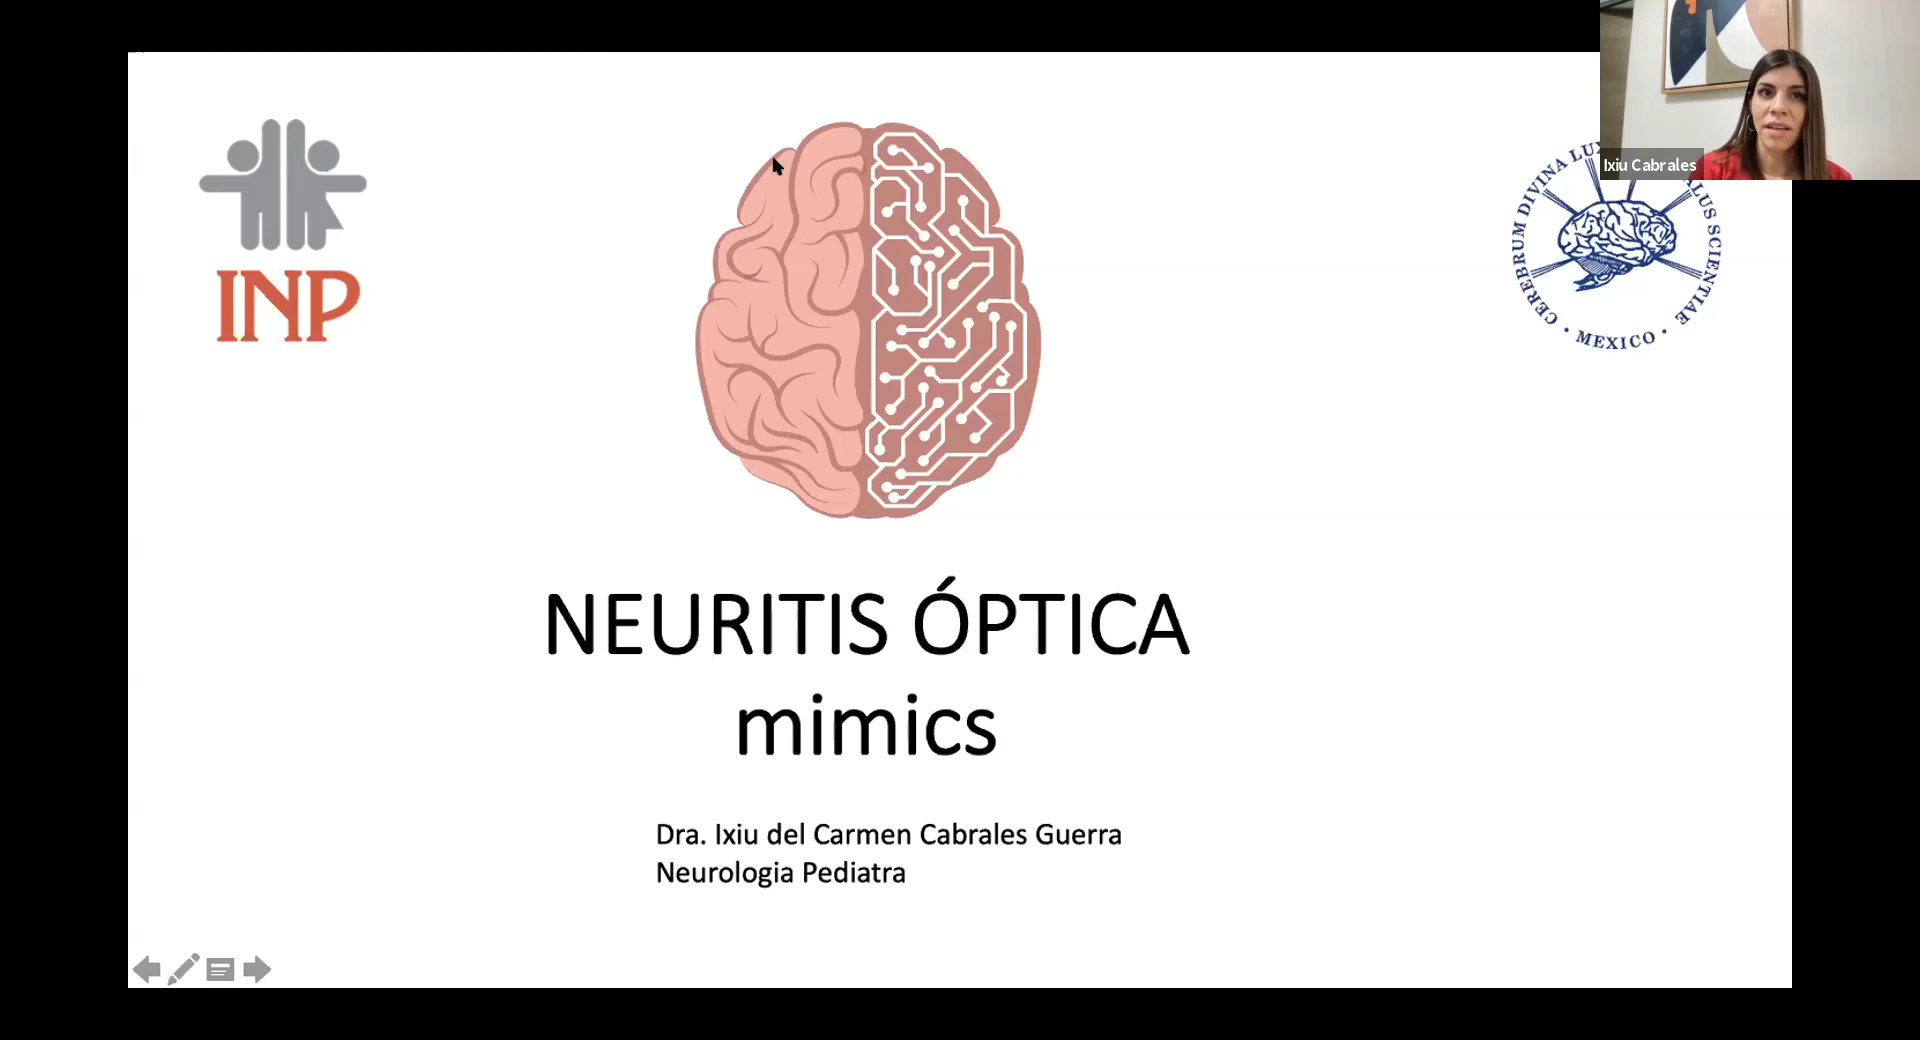 Ixiu Cabrales
INP
CEREBRUM DIVINA LUX
ALUS SCIENTIAE
• MEXICO •
NEURITIS ÓPTICA
mimics
Dra. Ixiu del Carmen Cabrales Guerra
Neurologia Pediatra